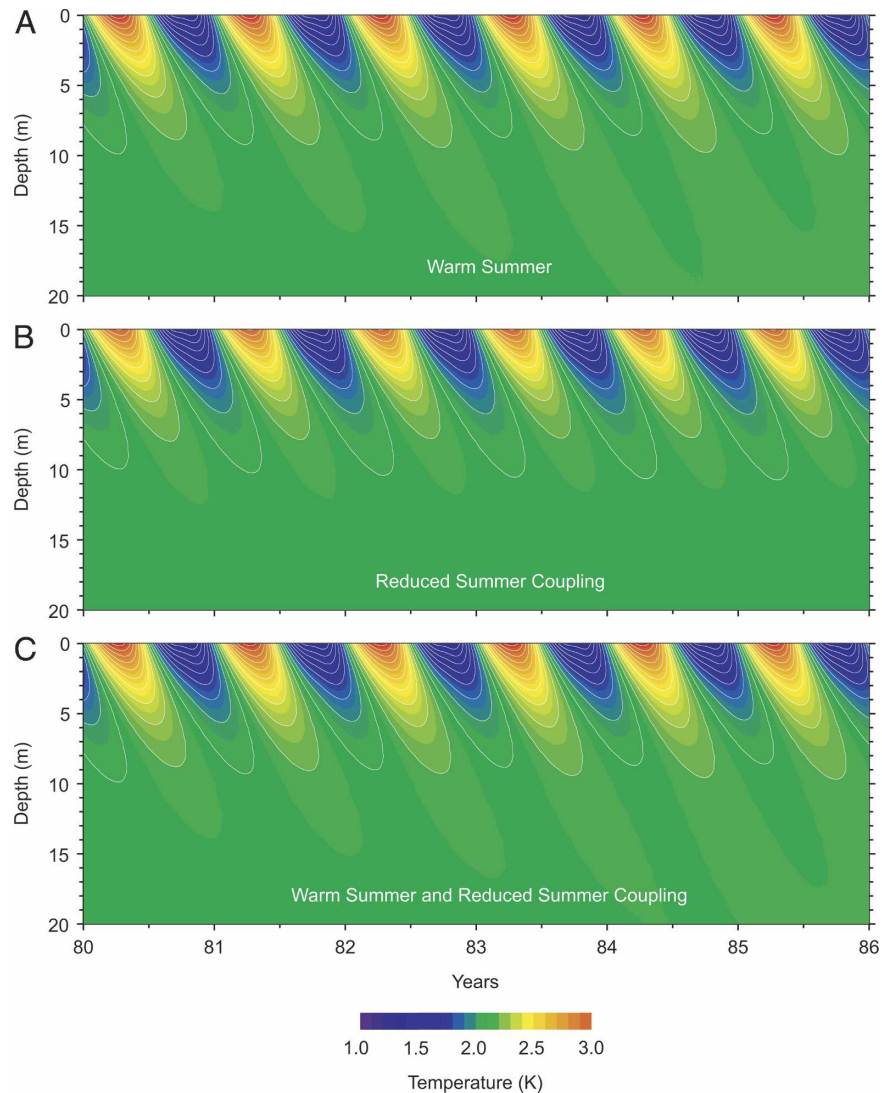 A
0
5
10
15
20
Depth (m)
Warm Summer
B
0
5
10
15
20
Depth (m)
Reduced Summer Coupling
C
0
5
10
15
20
Depth (m)
Warm Summer and Reduced Summer Coupling
80 81 82 83 84 85 86
Years
1.0 1.5 2.0 2.5 3.0
Temperature (K)